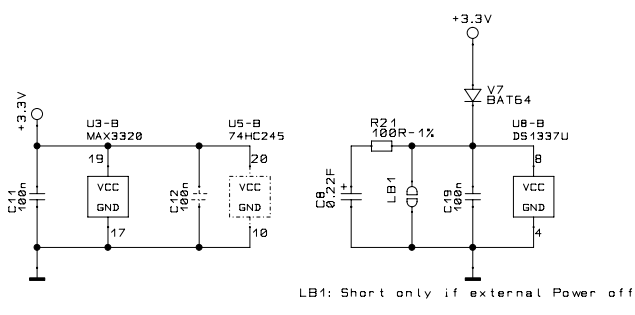 +3.3V
V7
BAT64
+3.3V
U3-B
MAX3320
U5-B
74HC245
R21
100R-1%
U8-B
DS1337U
19
20
8
C11
100n
VCC
GND
C12
100n
VCC
GND
C8
0.22F
+
LB1
C19
100n
VCC
GND
17
10
4
LB1: Short only if external Power off